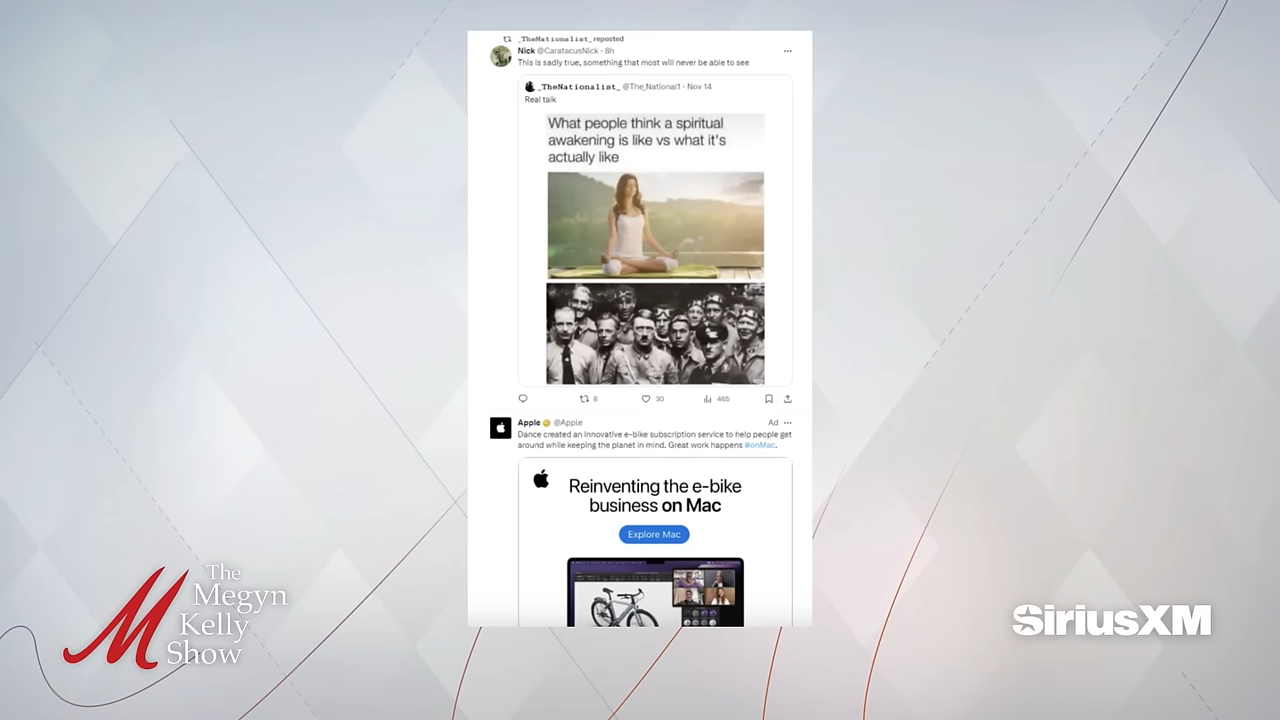 _TheNationalist_ reposted
Nick @CaratacusNick · 8h
This is sadly true, something that most will never be able to see
_TheNationalist_ @The_National1 · Nov 14
Real talk
What people think a spiritual
awakening is like vs what it's
actually like
8 30 465
Apple @Apple Ad
Dance created an innovative e-bike subscription service to help people get
around while keeping the planet in mind. Great work happens #onMac.
Reinventing the e-bike
business on Mac
Explore Mac
The
Megyn
Kelly
Show
SiriusXM